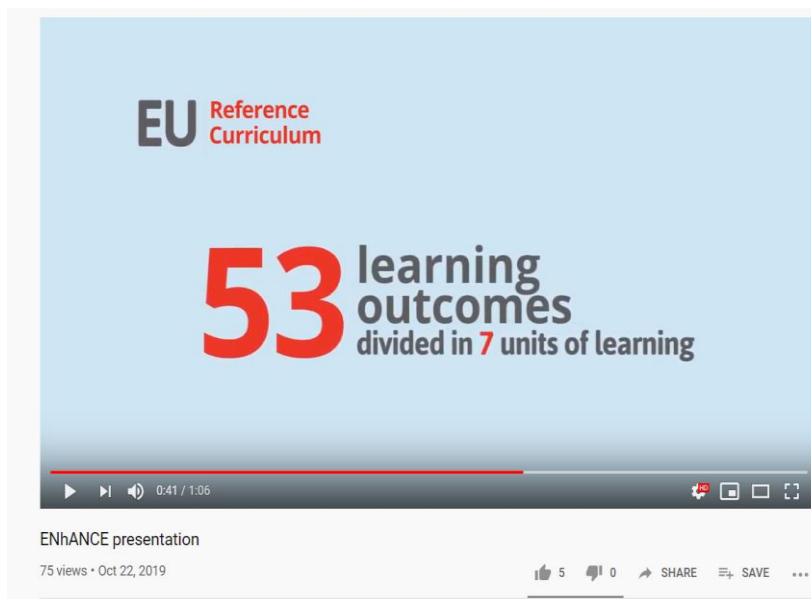 EU Reference
Curriculum
53 learning
outcomes
divided in 7 units of learning
0:41 / 1:06
HD
ENhANCE presentation
75 views • Oct 22, 2019
5 0 SHARE SAVE